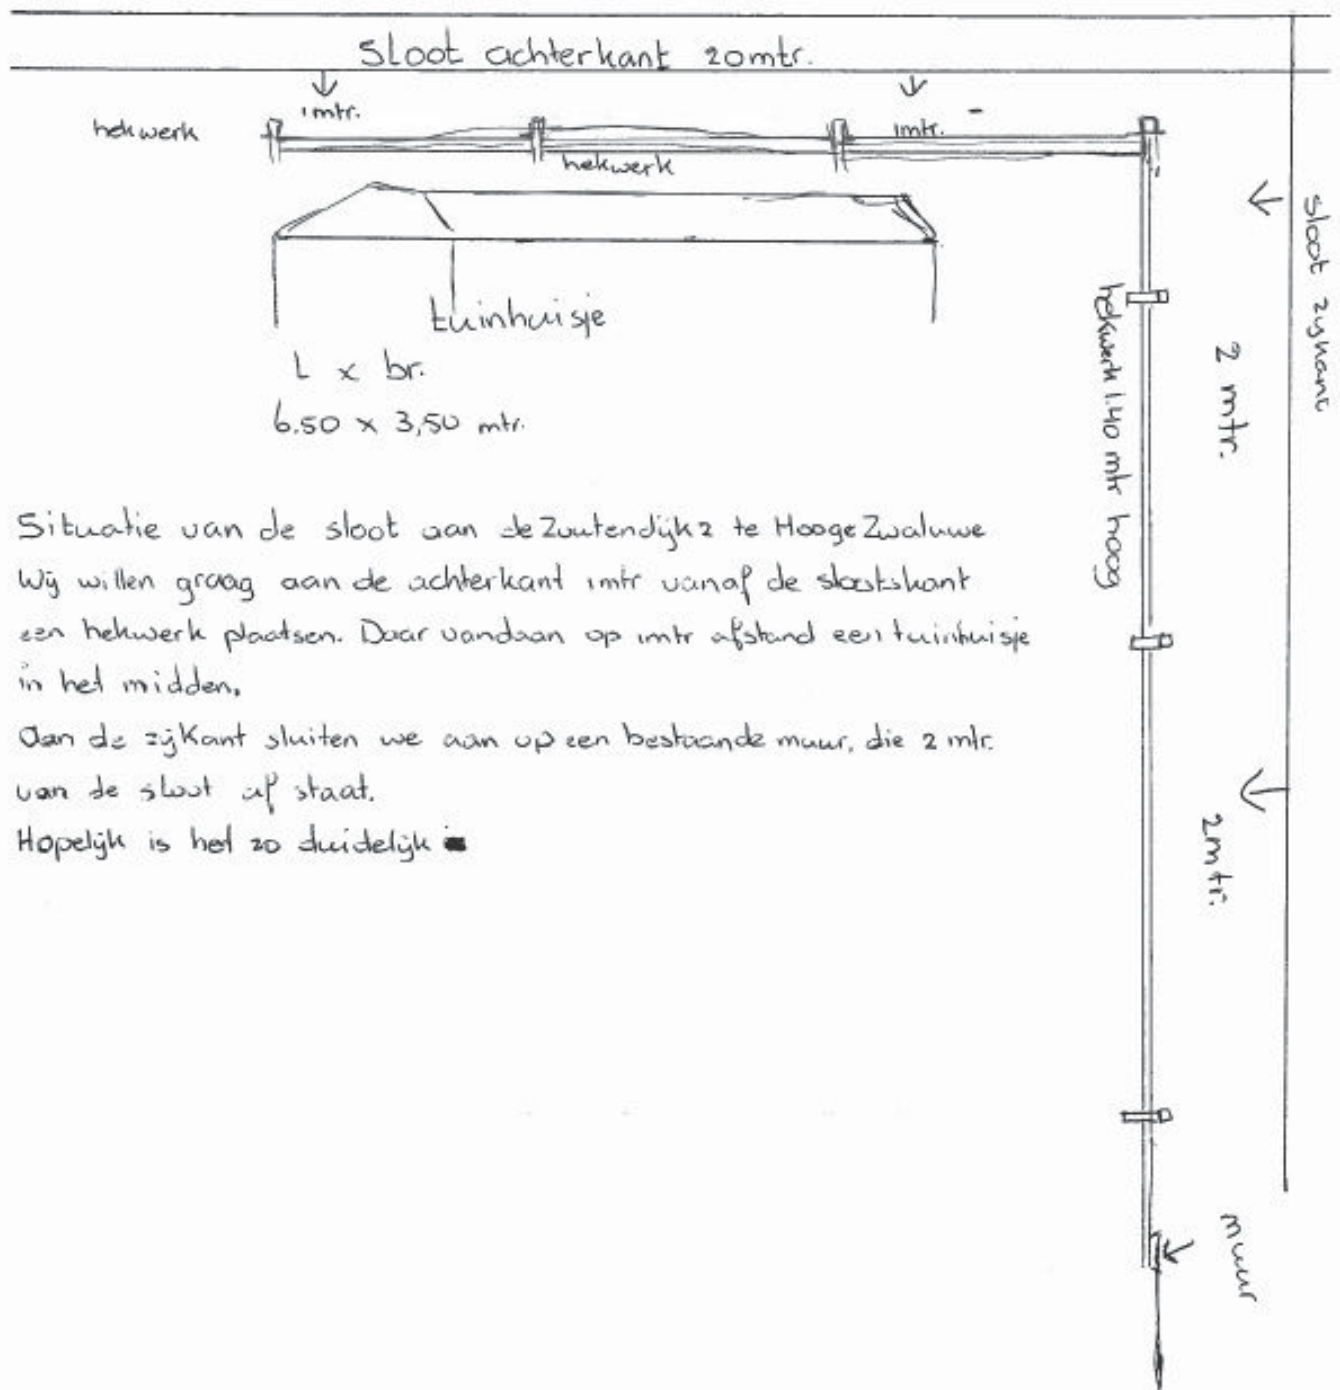 Sloot achterkant 20mtr.
1mtr.
1mtr.
hekwerk
hekwerk
sloot zijkant
2 mtr.
hekwerk 1.40 mtr hoog
tuinhuisje
L x br.
6.50 x 3,50 mtr.
Situatie van de sloot aan de Zoutendijk 2 te Hooge Zwaluwe
Wij willen graag aan de achterkant 1mtr vanaf de slootskant
een hekwerk plaatsen. Daar vandaan op 1mtr afstand een tuinhuisje
in het midden.
Aan de zijkant sluiten we aan op een bestaande muur, die 2 mtr.
van de sloot af staat.
Hopelijk is het zo duidelijk
2mtr.
muur